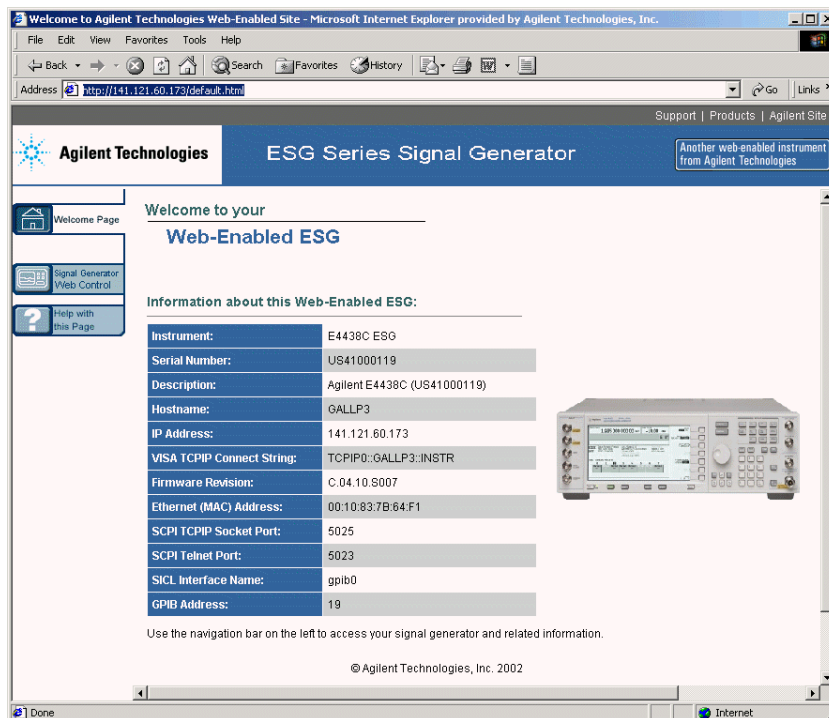 Welcome to Agilent Technologies Web-Enabled Site - Microsoft Internet Explorer provided by Agilent Technologies, Inc.
File Edit View Favorites Tools Help
Back Search Favorites History
Address http://141.121.60.173/default.html Go Links
Support | Products | Agilent Site
Agilent Technologies ESG Series Signal Generator Another web-enabled instrument
from Agilent Technologies
Welcome Page
Signal Generator
Web Control
Help with
this Page
Welcome to your
Web-Enabled ESG
Information about this Web-Enabled ESG:
Instrument: E4438C ESG
Serial Number: US41000119
Description: Agilent E4438C (US41000119)
Hostname: GALLP3
IP Address: 141.121.60.173
VISA TCPIP Connect String: TCPIP0::GALLP3::INSTR
Firmware Revision: C.04.10.S007
Ethernet (MAC) Address: 00:10:83:7B:64:F1
SCPI TCPIP Socket Port: 5025
SCPI Telnet Port: 5023
SICL Interface Name: gpib0
GPIB Address: 19
Use the navigation bar on the left to access your signal generator and related information.
© Agilent Technologies, Inc. 2002
Done Internet